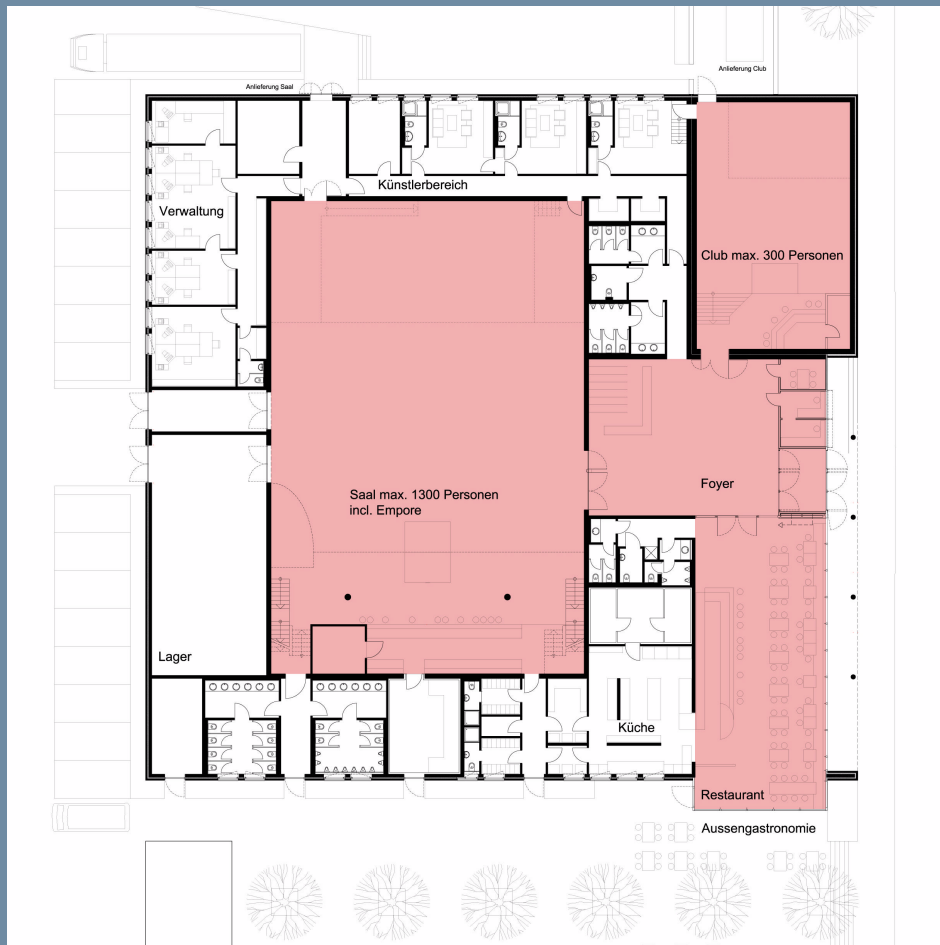 Anlieferung Saal
Anlieferung Club
Künstlerbereich
Verwaltung
Club max. 300 Personen
Saal max. 1300 Personen
incl. Empore
Foyer
Lager
Küche
Restaurant
Aussengastronomie